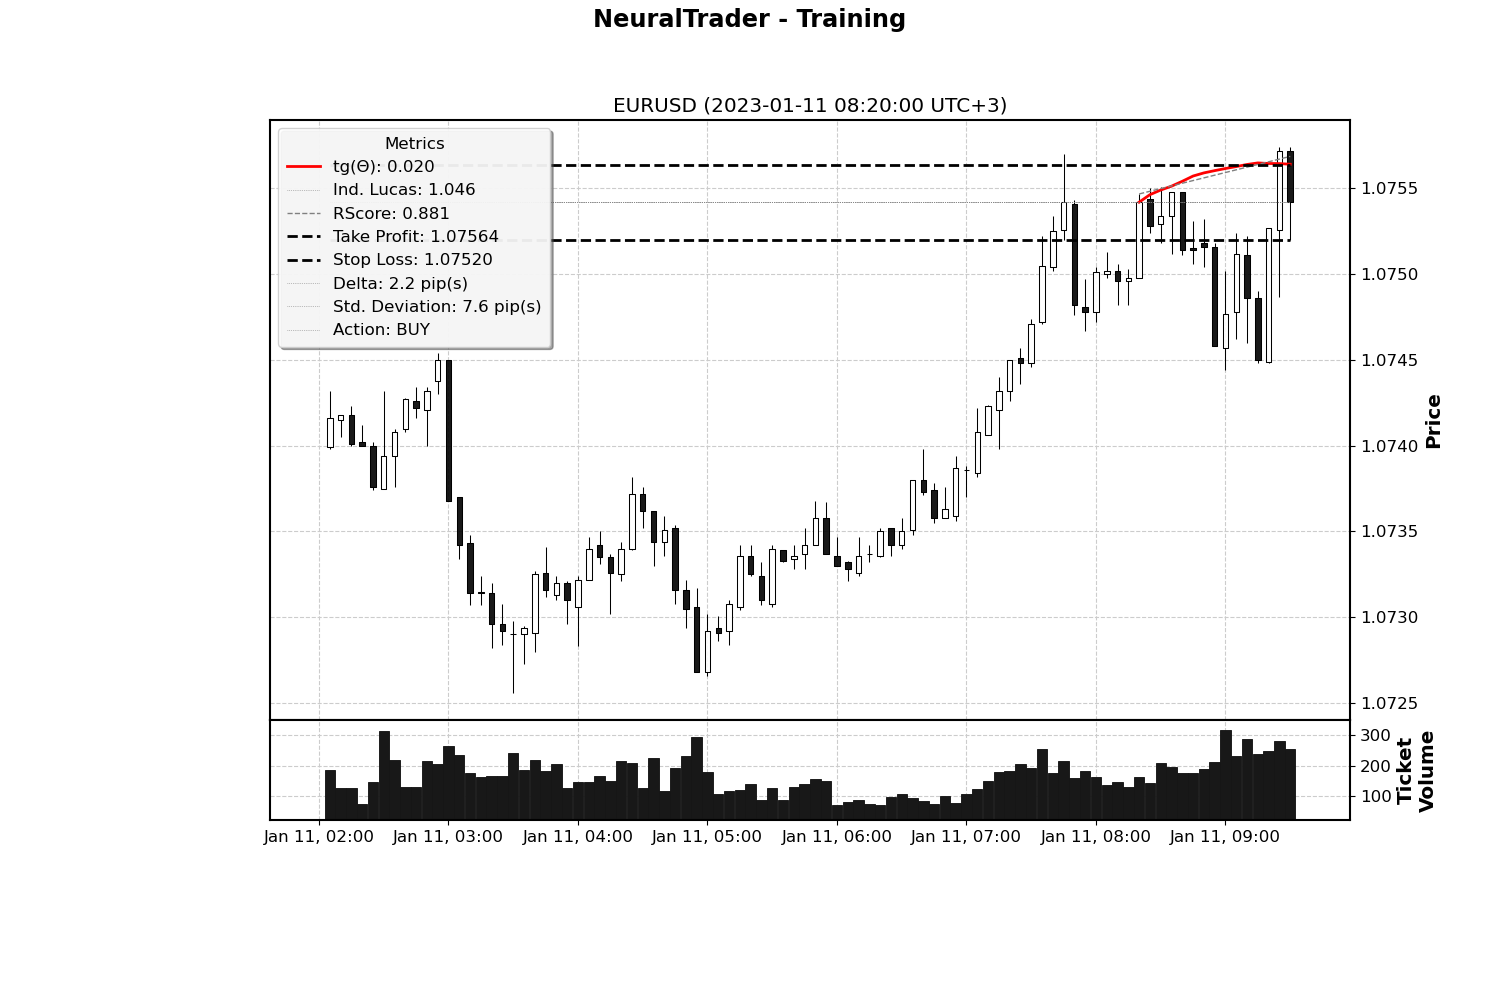 NeuralTrader - Training
EURUSD (2023-01-11 08:20:00 UTC+3)
Metrics
tg(Θ): 0.020
Ind. Lucas: 1.046
RScore: 0.881
Take Profit: 1.07564
Stop Loss: 1.07520
Delta: 2.2 pip(s)
Std. Deviation: 7.6 pip(s)
Action: BUY
1.0755
1.0750
1.0745
1.0740
1.0735
1.0730
1.0725
Price
300
200
100
Ticket
Volume
Jan 11, 02:00
Jan 11, 03:00
Jan 11, 04:00
Jan 11, 05:00
Jan 11, 06:00
Jan 11, 07:00
Jan 11, 08:00
Jan 11, 09:00